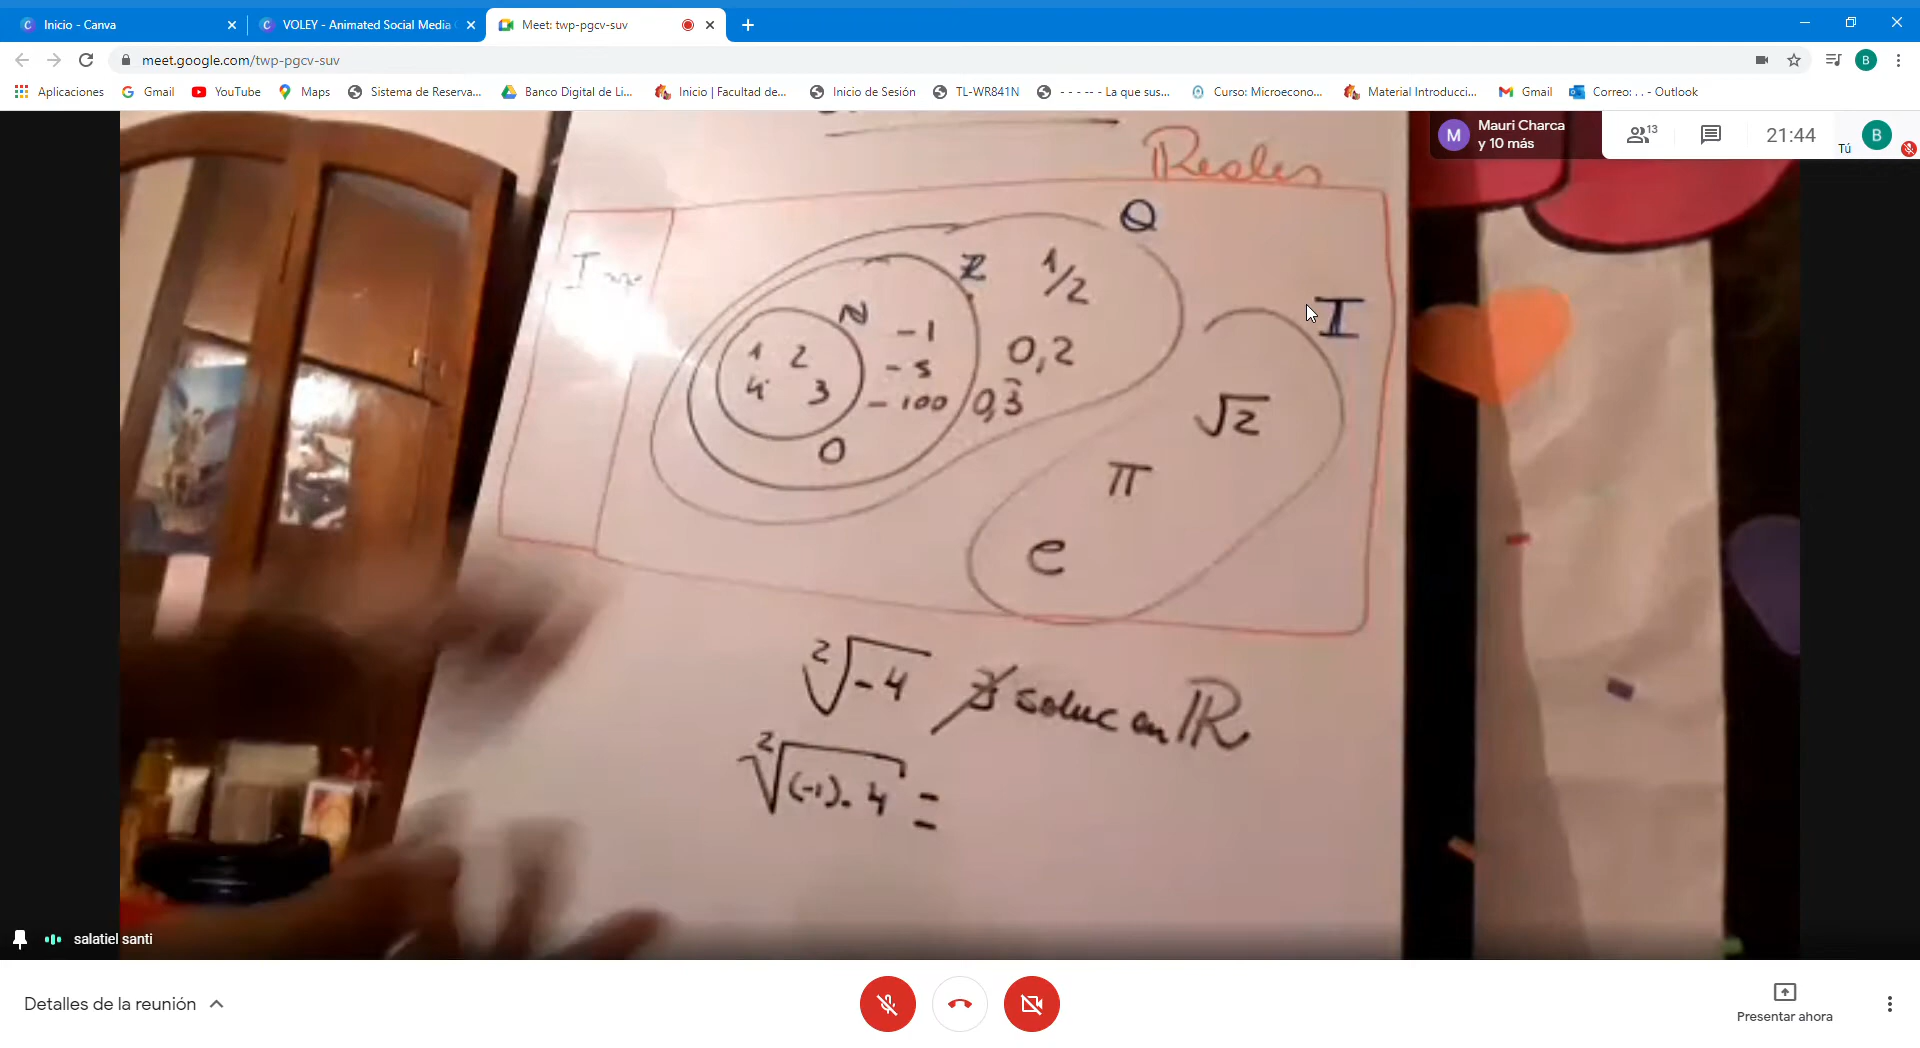 Inicio - Canva
VOLEY - Animated Social Media
Meet: twp-pgcv-suv
meet.google.com/twp-pgcv-suv
B
Aplicaciones
Gmail
YouTube
Maps
Sistema de Reserva...
Banco Digital de Li...
Inicio | Facultad de...
Inicio de Sesión
TL-WR841N
- - - -- - La que sus...
Curso: Microecono...
Material Introducci...
Gmail
Correo: . . - Outlook
M
Mauri Charca
y 10 más
13
21:44
Tú
B
Reales
Q
Z
1/2
I
N
-1
1 2
0,2
-5
4 3
-100
0,3̂
√2
0
π
e
²√-4 ∄ soluc en ℝ
²√(-1). 4 =
salatiel santi
Detalles de la reunión
Presentar ahora